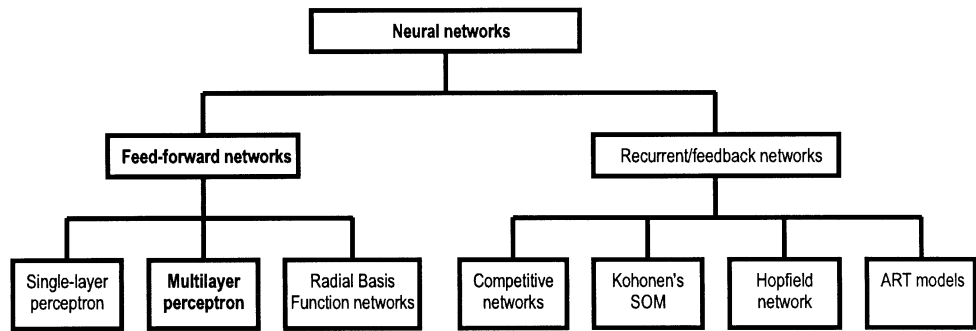 Neural networks
Feed-forward networks
Recurrent/feedback networks
Single-layer
perceptron
Multilayer
perceptron
Radial Basis
Function networks
Competitive
networks
Kohonen's
SOM
Hopfield
network
ART models